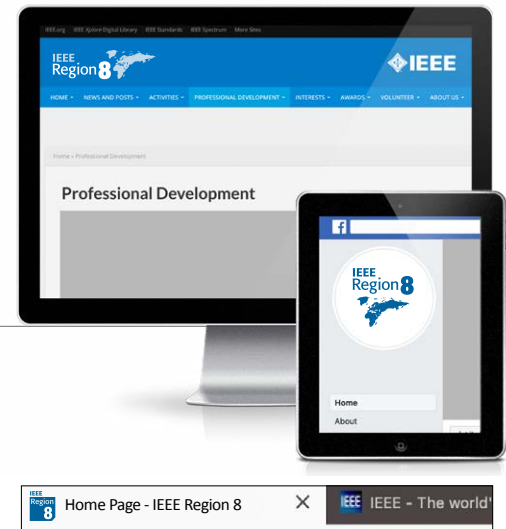 IEEE.org IEEE Xplore Digital Library IEEE Standards IEEE Spectrum More Sites
IEEE
Region 8
IEEE
HOME NEWS AND POSTS ACTIVITIES PROFESSIONAL DEVELOPMENT INTERESTS AWARDS VOLUNTEER ABOUT US
Home » Professional Development
Professional Development
f
IEEE
Region 8
Home
About
IEEE
Region
8
Home Page - IEEE Region 8 × IEEE IEEE - The world'